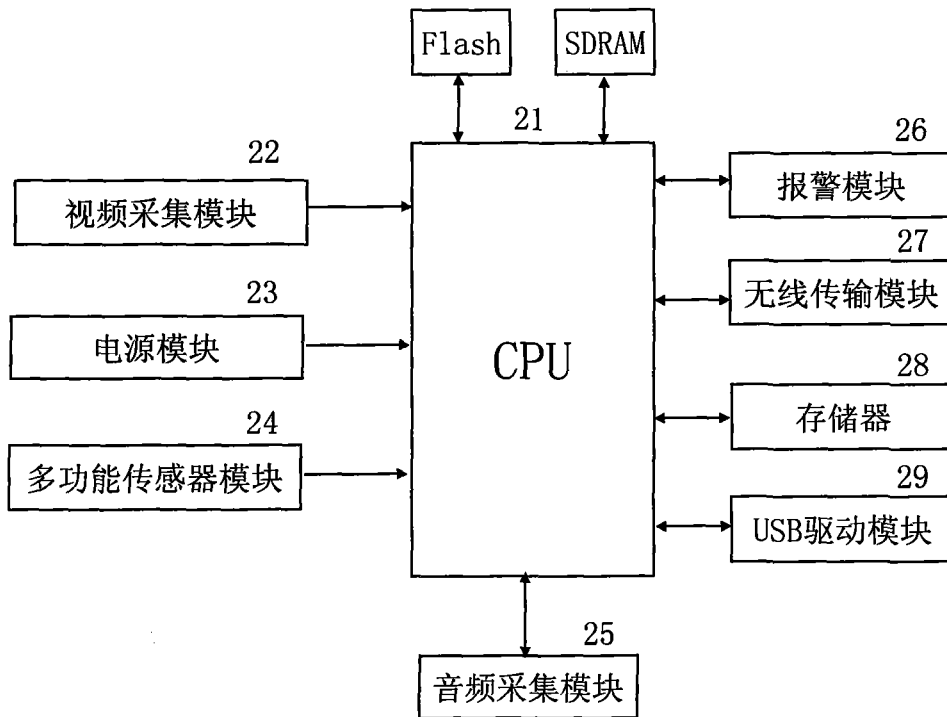 Flash
SDRAM
21
22
视频采集模块
23
电源模块
24
多功能传感器模块
CPU
26
报警模块
27
无线传输模块
28
存储器
29
USB驱动模块
25
音频采集模块